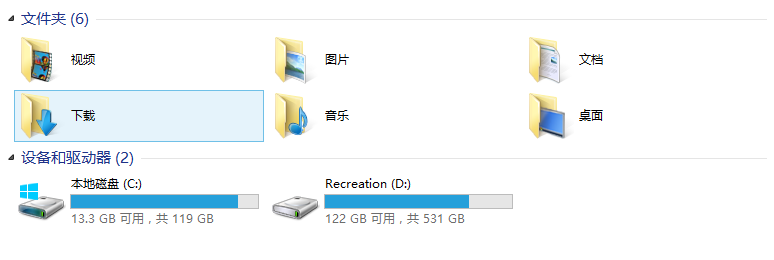 文件夹 (6)
视频
图片
文档
下载
音乐
桌面
设备和驱动器 (2)
本地磁盘 (C:)
Recreation (D:)
13.3 GB 可用，共 119 GB
122 GB 可用，共 531 GB